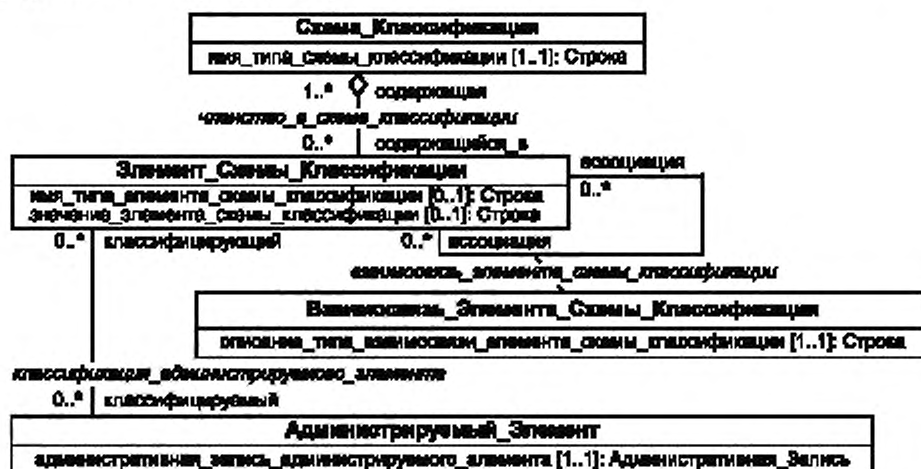 Схема_Классификации
имя_типа_схемы_классификации [1..1]: Строка
1..* содержащая
членство_в_схеме_классификации
0..* содержащийся_в
Элемент_Схемы_Классификации
ассоциация
имя_типа_элемента_схемы_классификации [0..1]: Строка
0..*
значение_элемента_схемы_классификации [0..1]: Строка
0..* классифицирующий 0..* ассоциация
взаимосвязь_элемента_схемы_классификации
Взаимосвязь_Элемента_Схемы_Классификации
описание_типа_взаимосвязи_элемента_схемы_классификации [1..1]: Строка
классификация_администрируемого_элемента
0..* классифицируемый
Администрируемый_Элемент
административная_запись_администрируемого_элемента [1..1]: Административная_Запись